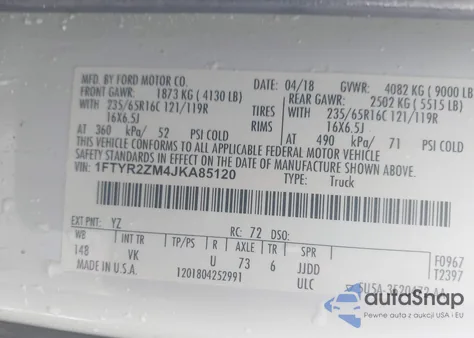 MFD. BY FORD MOTOR CO. DATE: 04/18 GVWR: 4082 KG ( 9000 LB)
FRONT GAWR: 1873 KG ( 4130 LB) REAR GAWR: 2502 KG ( 5515 LB)
WITH 235/65R16C 121/119R TIRES WITH 235/65R16C 121/119R
16X6.5J RIMS 16X6.5J
AT 360 kPa/ 52 PSI COLD AT 490 kPa/ 71 PSI COLD
THIS VEHICLE CONFORMS TO ALL APPLICABLE FEDERAL MOTOR VEHICLE
SAFETY STANDARDS IN EFFECT ON THE DATE OF MANUFACTURE SHOWN ABOVE.
VIN: 1FTYR2ZM4JKA85120 TYPE: Truck
EXT PNT: YZ RC: 72 DSO:
WB INT TR TP/PS R AXLE TR SPR
148 VK U 73 6 JJDD
MADE IN U.S.A. 1201804252991 ULC
F0967
T2397
autoSnap
Pewne auta z aukcji USA i EU